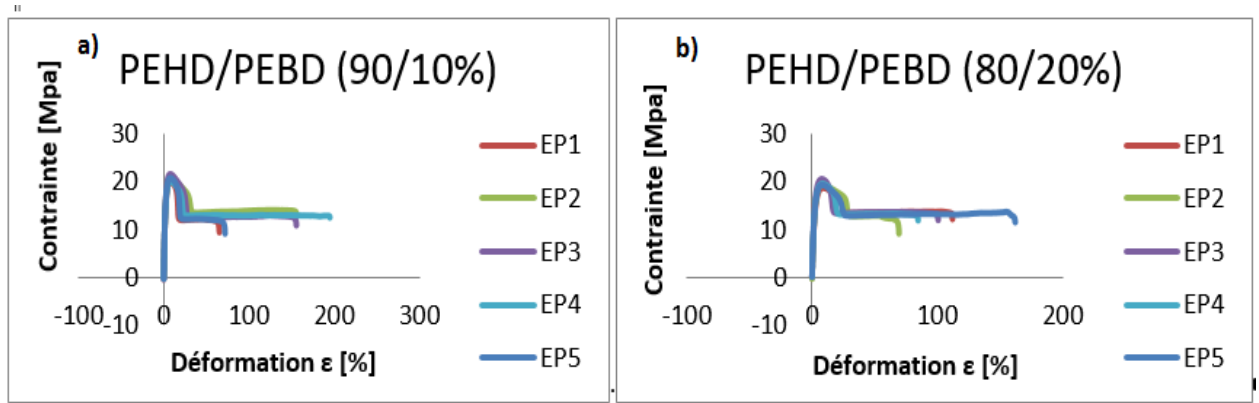 a)
PEHD/PEBD (90/10%)
Contrainte [Mpa]
30
20
10
0
-10
-100 0 100 200 300
Déformation ε [%]
EP1
EP2
EP3
EP4
EP5
b)
PEHD/PEBD (80/20%)
Contrainte [Mpa]
30
20
10
0
-10
-100 0 100 200
Déformation ε [%]
EP1
EP2
EP3
EP4
EP5